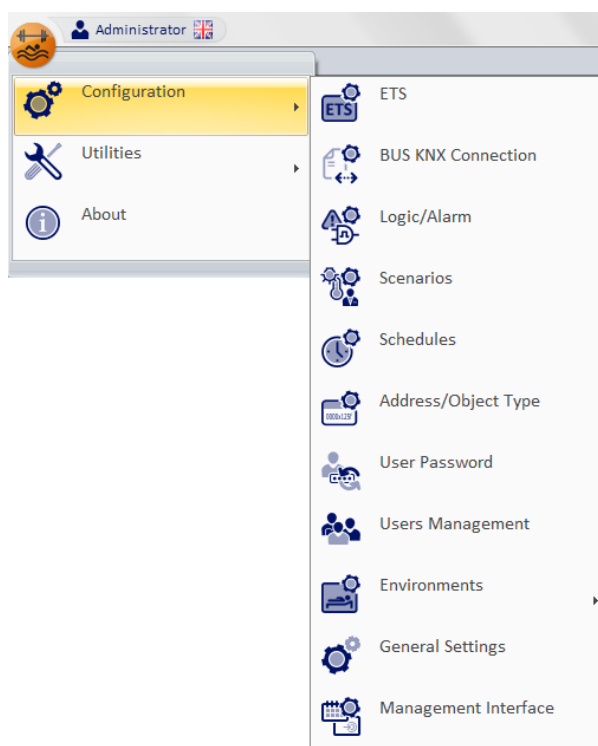 Administrator
Configuration
Utilities
About
ETS
ETS
BUS KNX Connection
Logic/Alarm
Scenarios
Schedules
Address/Object Type
User Password
Users Management
Environments
General Settings
Management Interface